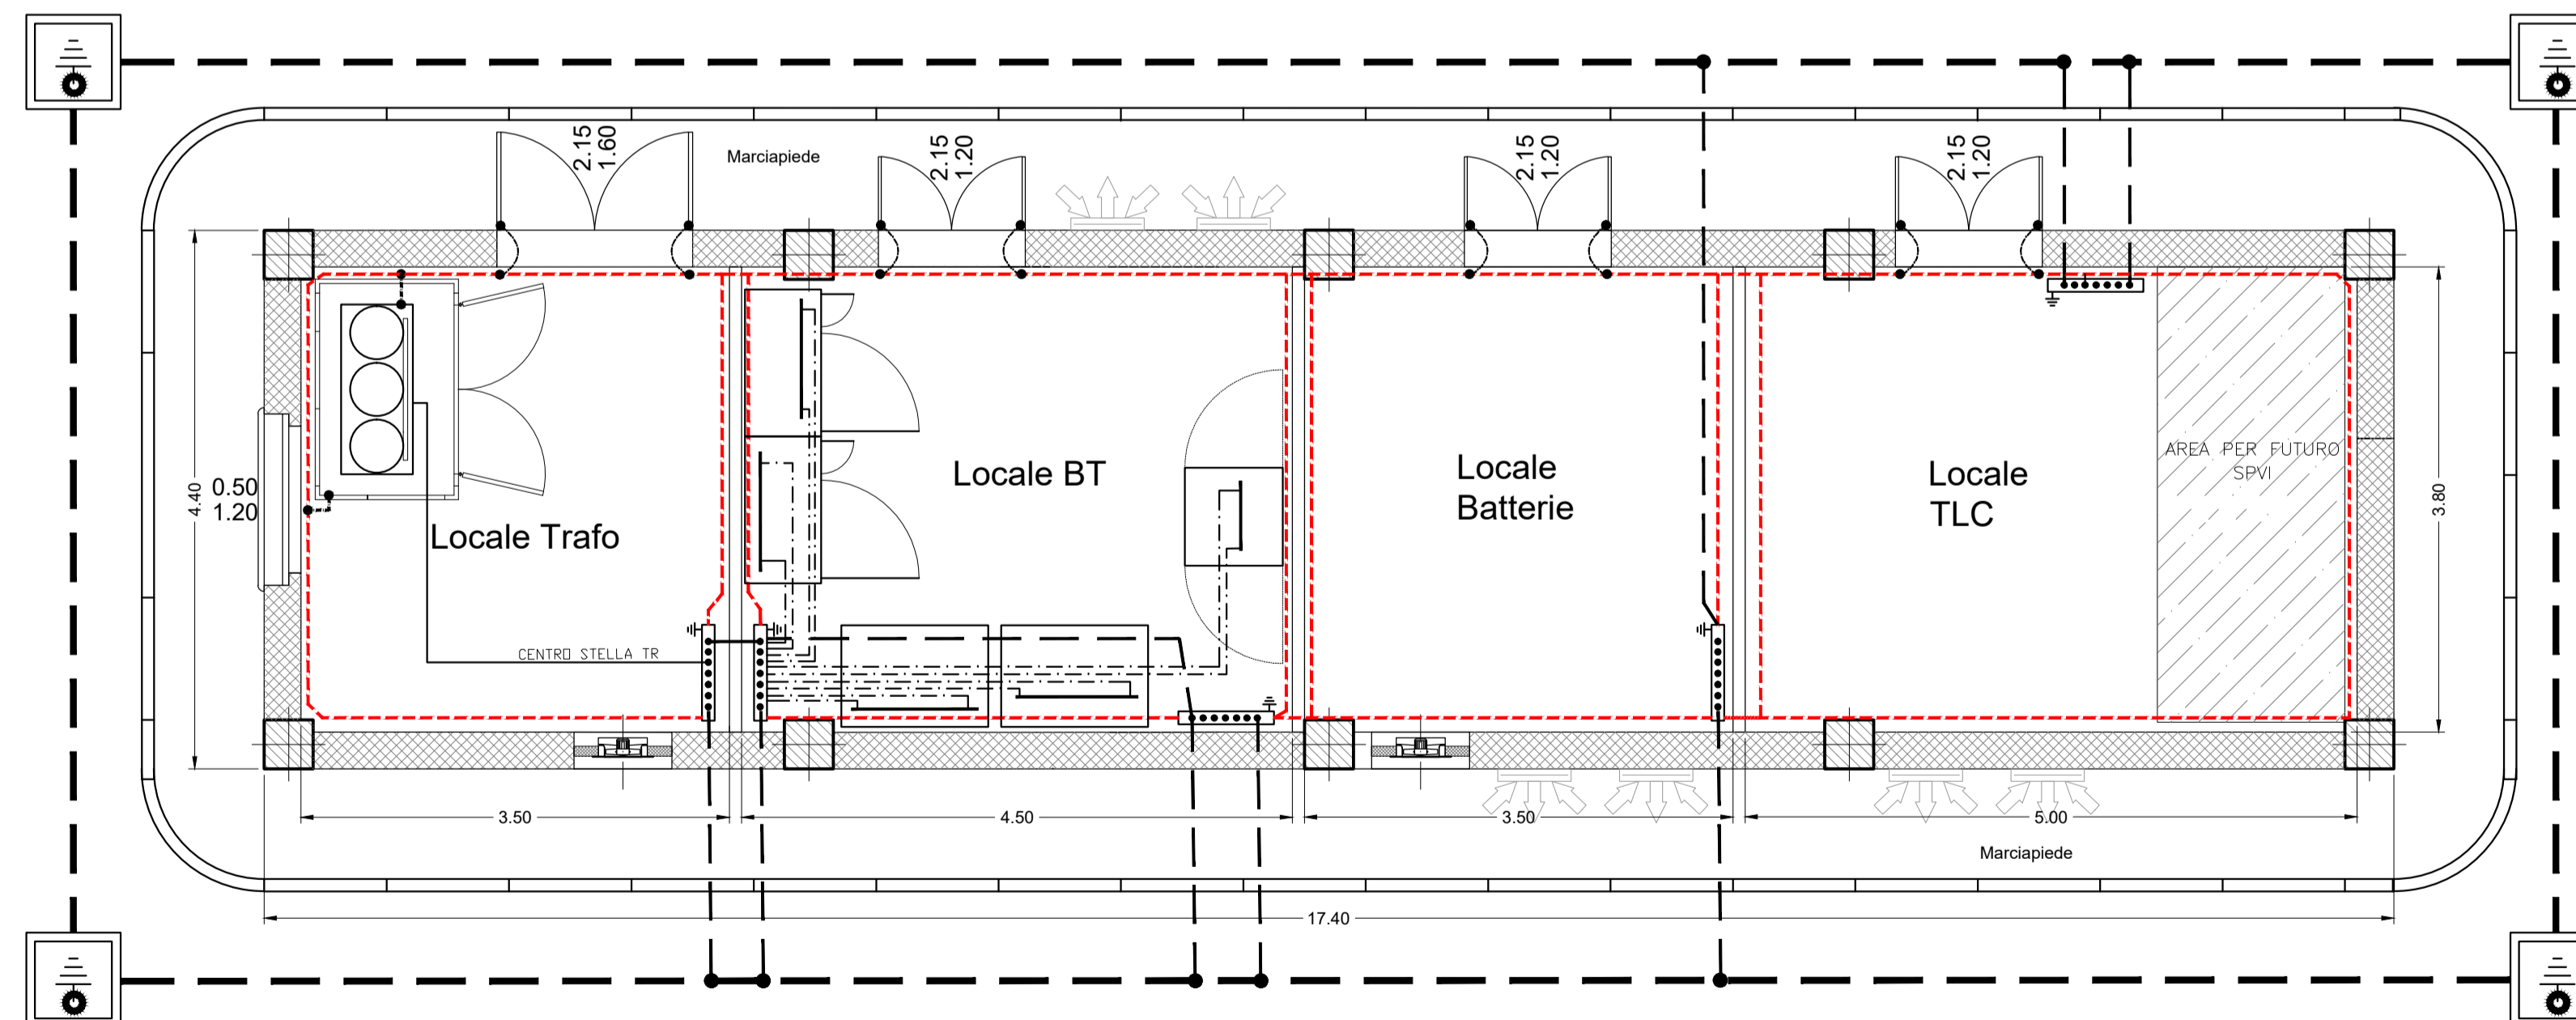 2.15
1.60
Marciapiede
2.15
1.20
2.15
1.20
2.15
1.20
4.40
0.50
1.20
Locale Trafo
Locale BT
Locale
Batterie
Locale
TLC
AREA PER FUTURO
SPVI
3.80
CENTRO STELLA TR
3.50
4.50
3.50
5.00
Marciapiede
17.40